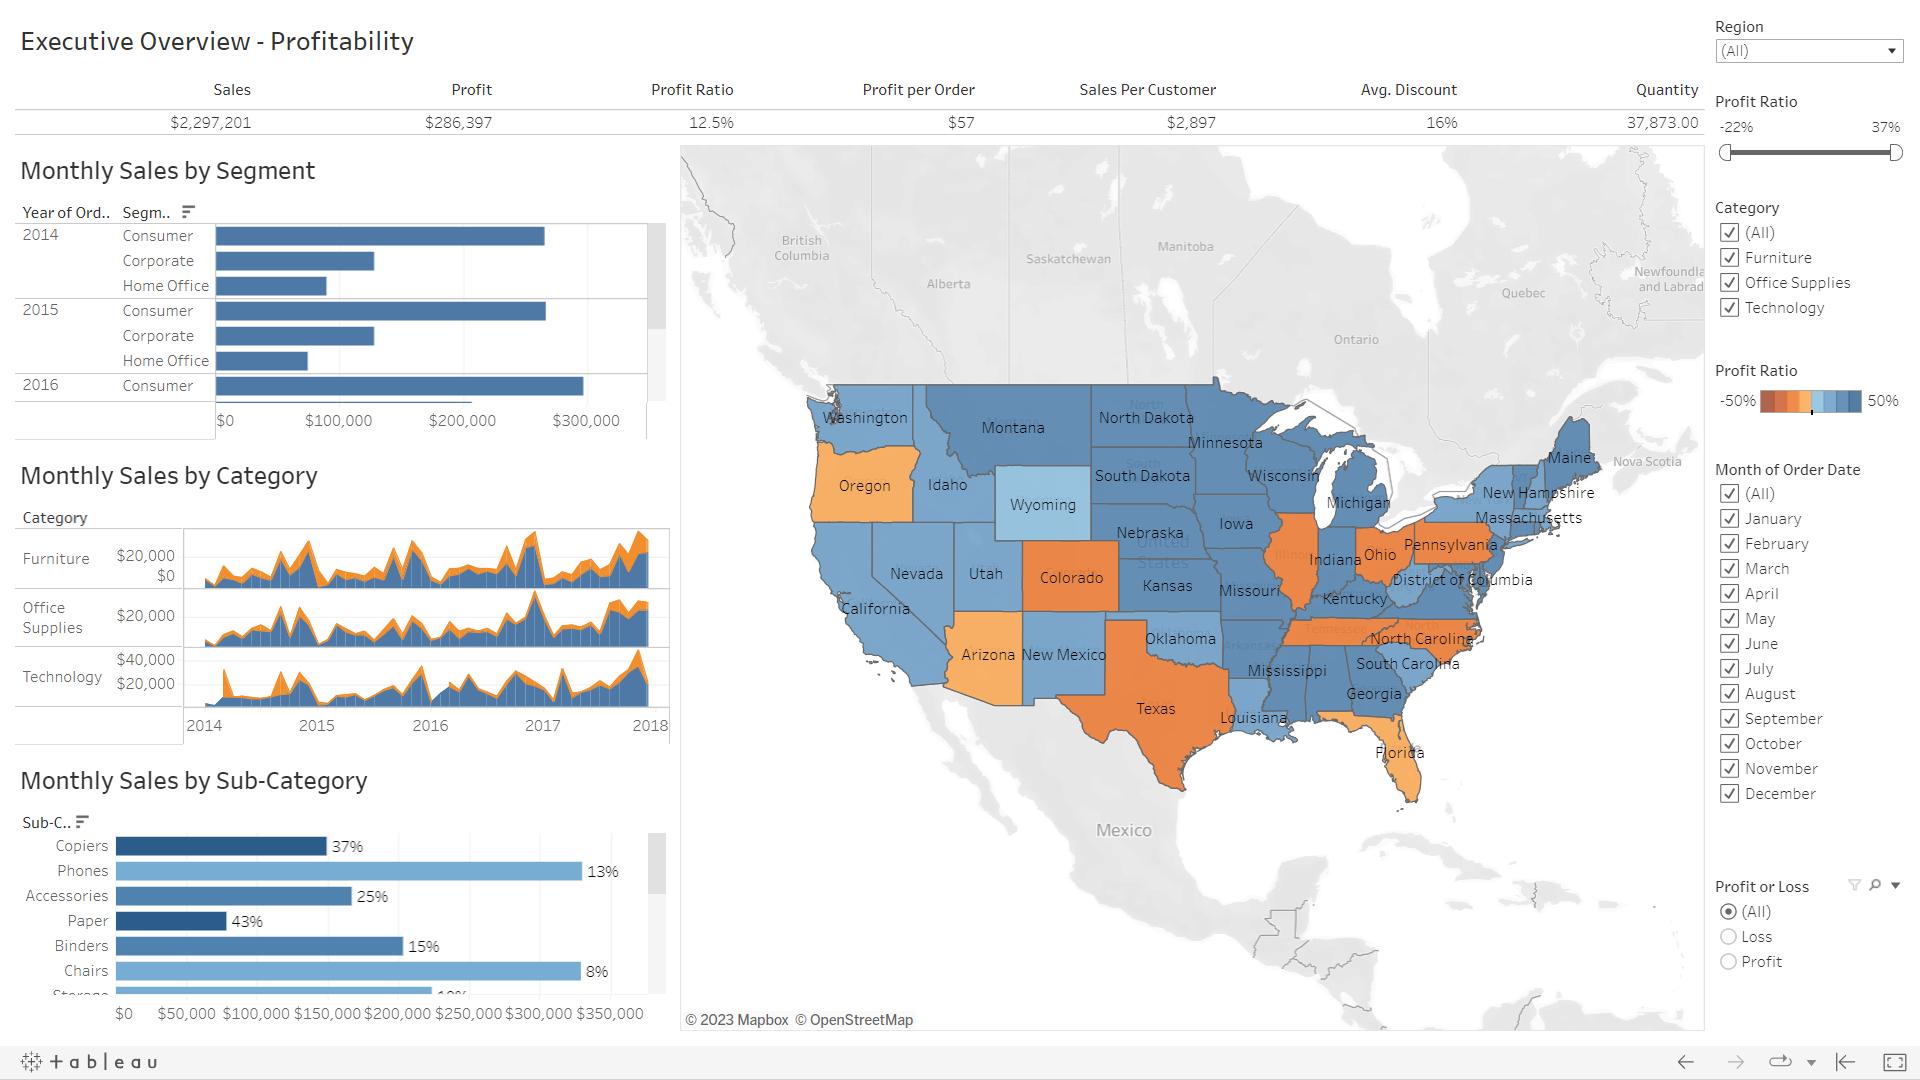 Executive Overview - Profitability
Sales Profit Profit Ratio Profit per Order Sales Per Customer Avg. Discount Quantity
$2,297,201 $286,397 12.5% $57 $2,897 16% 37,873.00
Monthly Sales by Segment
Year of Ord.. Segm..
2014 Consumer
Corporate
Home Office
2015 Consumer
Corporate
Home Office
2016 Consumer
$0 $100,000 $200,000 $300,000
Monthly Sales by Category
Category
Furniture $20,000
$0
Office
Supplies $20,000
Technology $40,000
$20,000
2014 2015 2016 2017 2018
Monthly Sales by Sub-Category
Sub-C..
Copiers 37%
Phones 13%
Accessories 25%
Paper 43%
Binders 15%
Chairs 8%
Storage 10%
$0 $50,000 $100,000 $150,000 $200,000 $250,000 $300,000 $350,000
British
Columbia
Alberta
Saskatchewan
Manitoba
Ontario
Quebec
Newfoundla
and Labrad
Nova Scotia
Washington
Montana
North Dakota
Minnesota
Maine
Oregon
Idaho
Wyoming
South Dakota
Wisconsin
Michigan
New Hampshire
Massachusetts
Nebraska
Iowa
United
States
Illinois
Indiana
Ohio
Pennsylvania
Nevada
Utah
Colorado
Kansas
Missouri
Kentucky
District of Columbia
California
Arizona
New Mexico
Oklahoma
Arkansas
Tennessee
North Carolina
South Carolina
Mississippi
Georgia
Texas
Louisiana
Florida
Mexico
© 2023 Mapbox © OpenStreetMap
Region
(All)
Profit Ratio
-22% 37%
Category
(All)
Furniture
Office Supplies
Technology
Profit Ratio
-50% 50%
Month of Order Date
(All)
January
February
March
April
May
June
July
August
September
October
November
December
Profit or Loss
(All)
Loss
Profit
+ableau